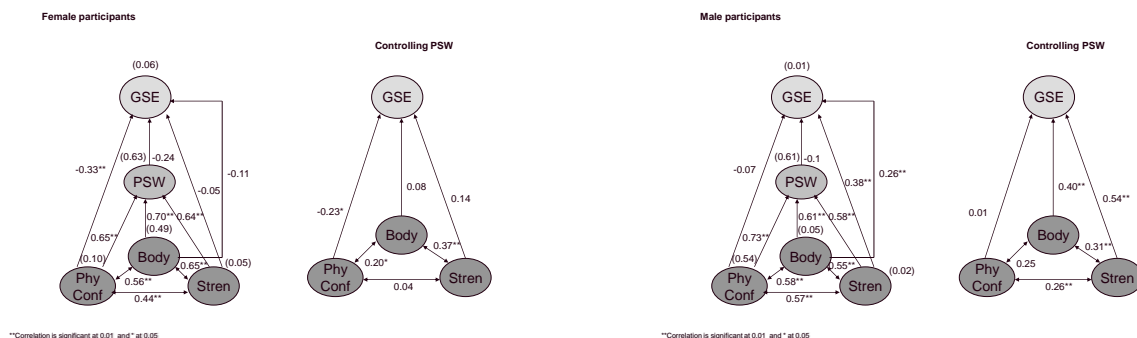 Female participants
Controlling PSW
(0.06)
GSE
GSE
(0.63)
-0.24
-0.33**
-0.11
PSW
-0.05
0.08
0.14
-0.23*
0.70**
0.64**
0.65**
(0.49)
Body
Body
0.37**
(0.10)
0.65**
(0.05)
0.20*
Phy
Conf
0.56**
Stren
0.44**
Phy
Conf
0.04
Stren
**Correlation is significant at 0.01 and * at 0.05
Male participants
Controlling PSW
(0.01)
GSE
GSE
(0.61)
-0.1
-0.07
0.26**
PSW
0.38**
0.40**
0.54**
0.01
0.61**
0.58**
0.73**
(0.05)
Body
Body
0.31**
(0.54)
0.55**
(0.02)
0.25
Phy
Conf
0.58**
Stren
0.57**
Phy
Conf
0.26**
Stren
**Correlation is significant at 0.01 and * at 0.05